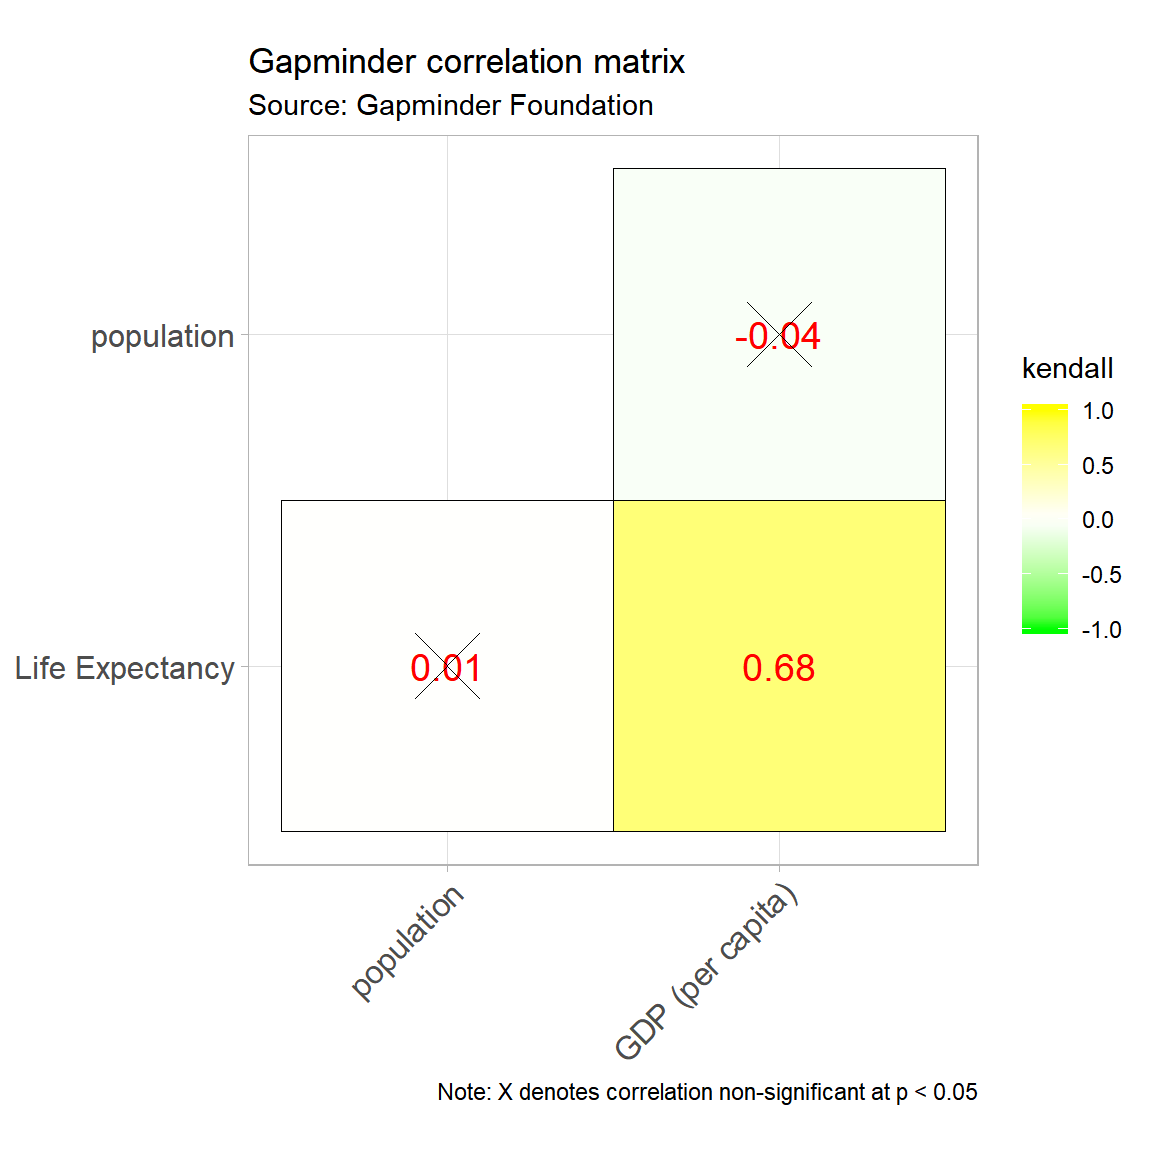 Gapminder correlation matrix
Source: Gapminder Foundation
population
-0.04
Life Expectancy
0.01
0.68
kendall
1.0
0.5
0.0
-0.5
-1.0
population
GDP (per capita)
Note: X denotes correlation non-significant at p < 0.05